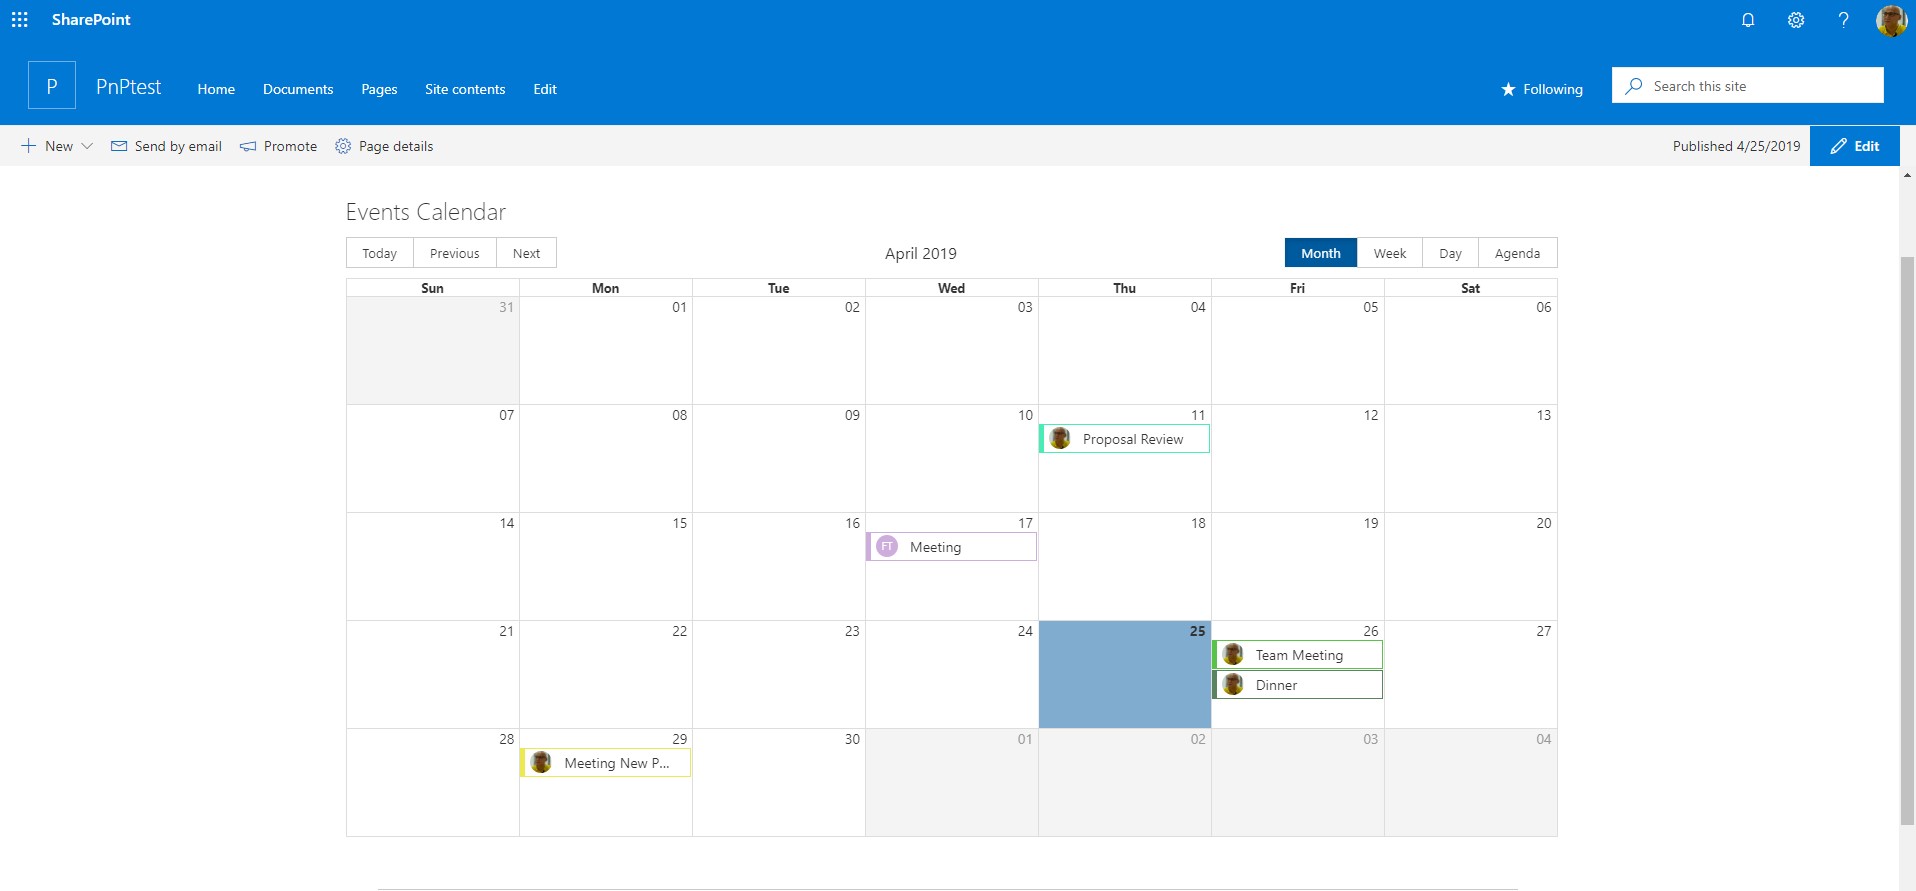 SharePoint
P PnPtest Home Documents Pages Site contents Edit Following Search this site
New Send by email Promote Page details Published 4/25/2019 Edit
Events Calendar
Today Previous Next April 2019 Month Week Day Agenda
Sun Mon Tue Wed Thu Fri Sat
31 01 02 03 04 05 06
07 08 09 10 11 12 13
Proposal Review
14 15 16 17 18 19 20
FT Meeting
21 22 23 24 25 26 27
Team Meeting
Dinner
28 29 30 01 02 03 04
Meeting New P...